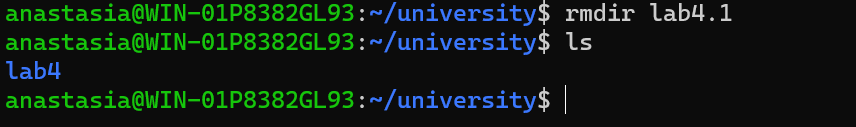 anastasia@WIN-01P8382GL93:~/university$ rmdir lab4.1
anastasia@WIN-01P8382GL93:~/university$ ls
lab4
anastasia@WIN-01P8382GL93:~/university$